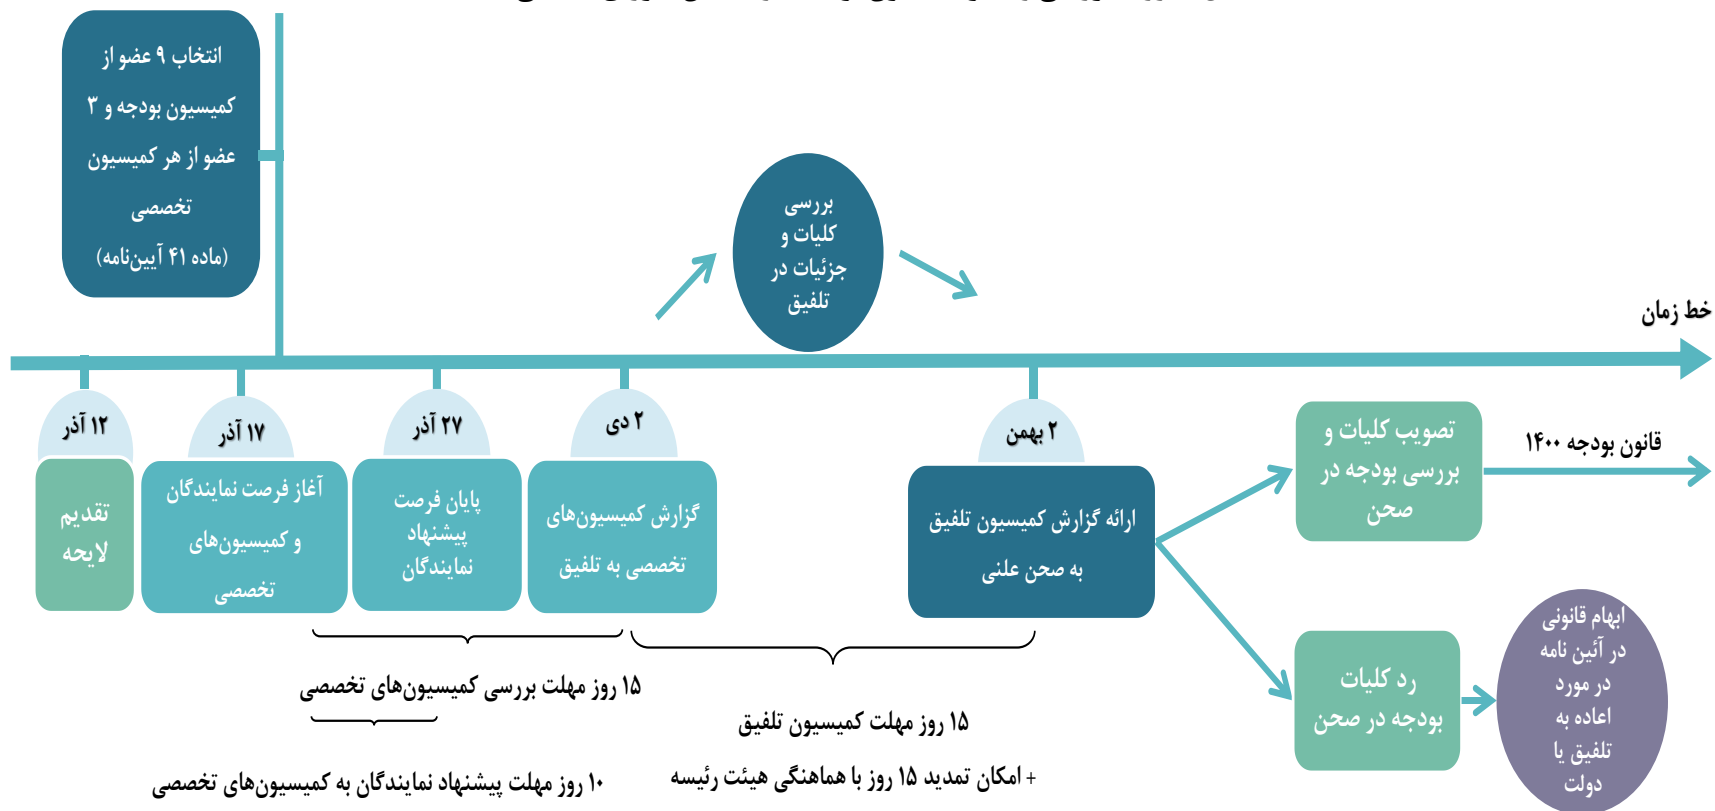 انتخاب ۹ عضو از
کمیسیون بودجه و ۳
عضو از هر کمیسیون
تخصصی
(ماده ۴۱ آیین‌نامه)
بررسی
کلیات و
جزئیات در
تلفیق
خط زمان
۱۲ آذر
۱۷ آذر
۲۷ آذر
۲ دی
۲ بهمن
تقدیم
لایحه
آغاز فرصت نمایندگان
و کمیسیون‌های
تخصصی
پایان فرصت
پیشنهاد
نمایندگان
گزارش کمیسیون‌های
تخصصی به تلفیق
ارائه گزارش کمیسیون تلفیق
به صحن علنی
تصویب کلیات و
بررسی بودجه در
صحن
قانون بودجه ۱۴۰۰
رد کلیات
بودجه در صحن
ابهام قانونی
در آئین نامه
در مورد
اعاده به
تلفیق یا
دولت
۱۵ روز مهلت بررسی کمیسیون‌های تخصصی
۱۰ روز مهلت پیشنهاد نمایندگان به کمیسیون‌های تخصصی
۱۵ روز مهلت کمیسیون تلفیق
+ امکان تمدید ۱۵ روز با هماهنگی هیئت رئیسه